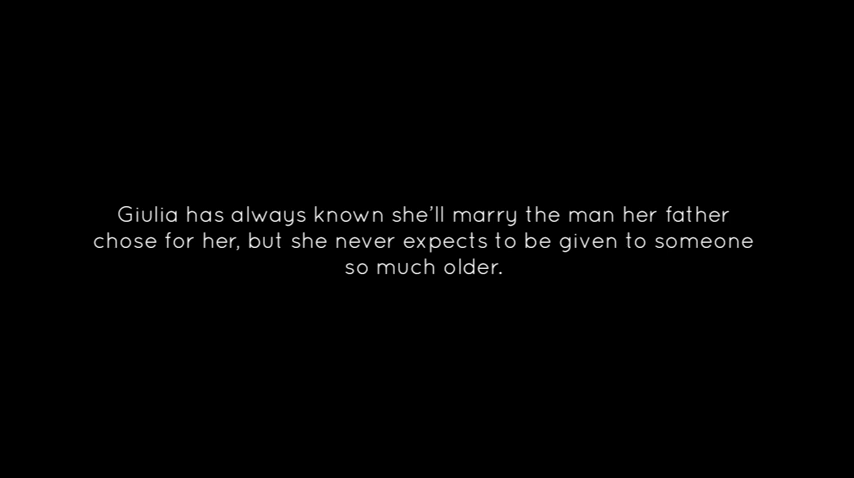 Giulia has always known she’ll marry the man her father
chose for her, but she never expects to be given to someone
so much older.